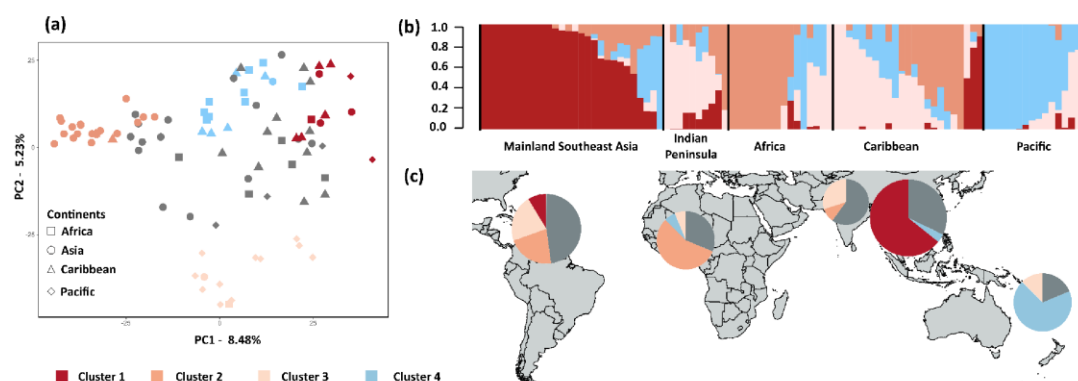 (a)
25
0
-25
PC2 - 5.23%
Continents
Africa
Asia
Caribbean
Pacific
-25
0
25
PC1 - 8.48%
(b)
1.0
0.8
0.6
0.4
0.2
0.0
Mainland Southeast Asia
Indian
Peninsula
Africa
Caribbean
Pacific
(c)
Cluster 1
Cluster 2
Cluster 3
Cluster 4